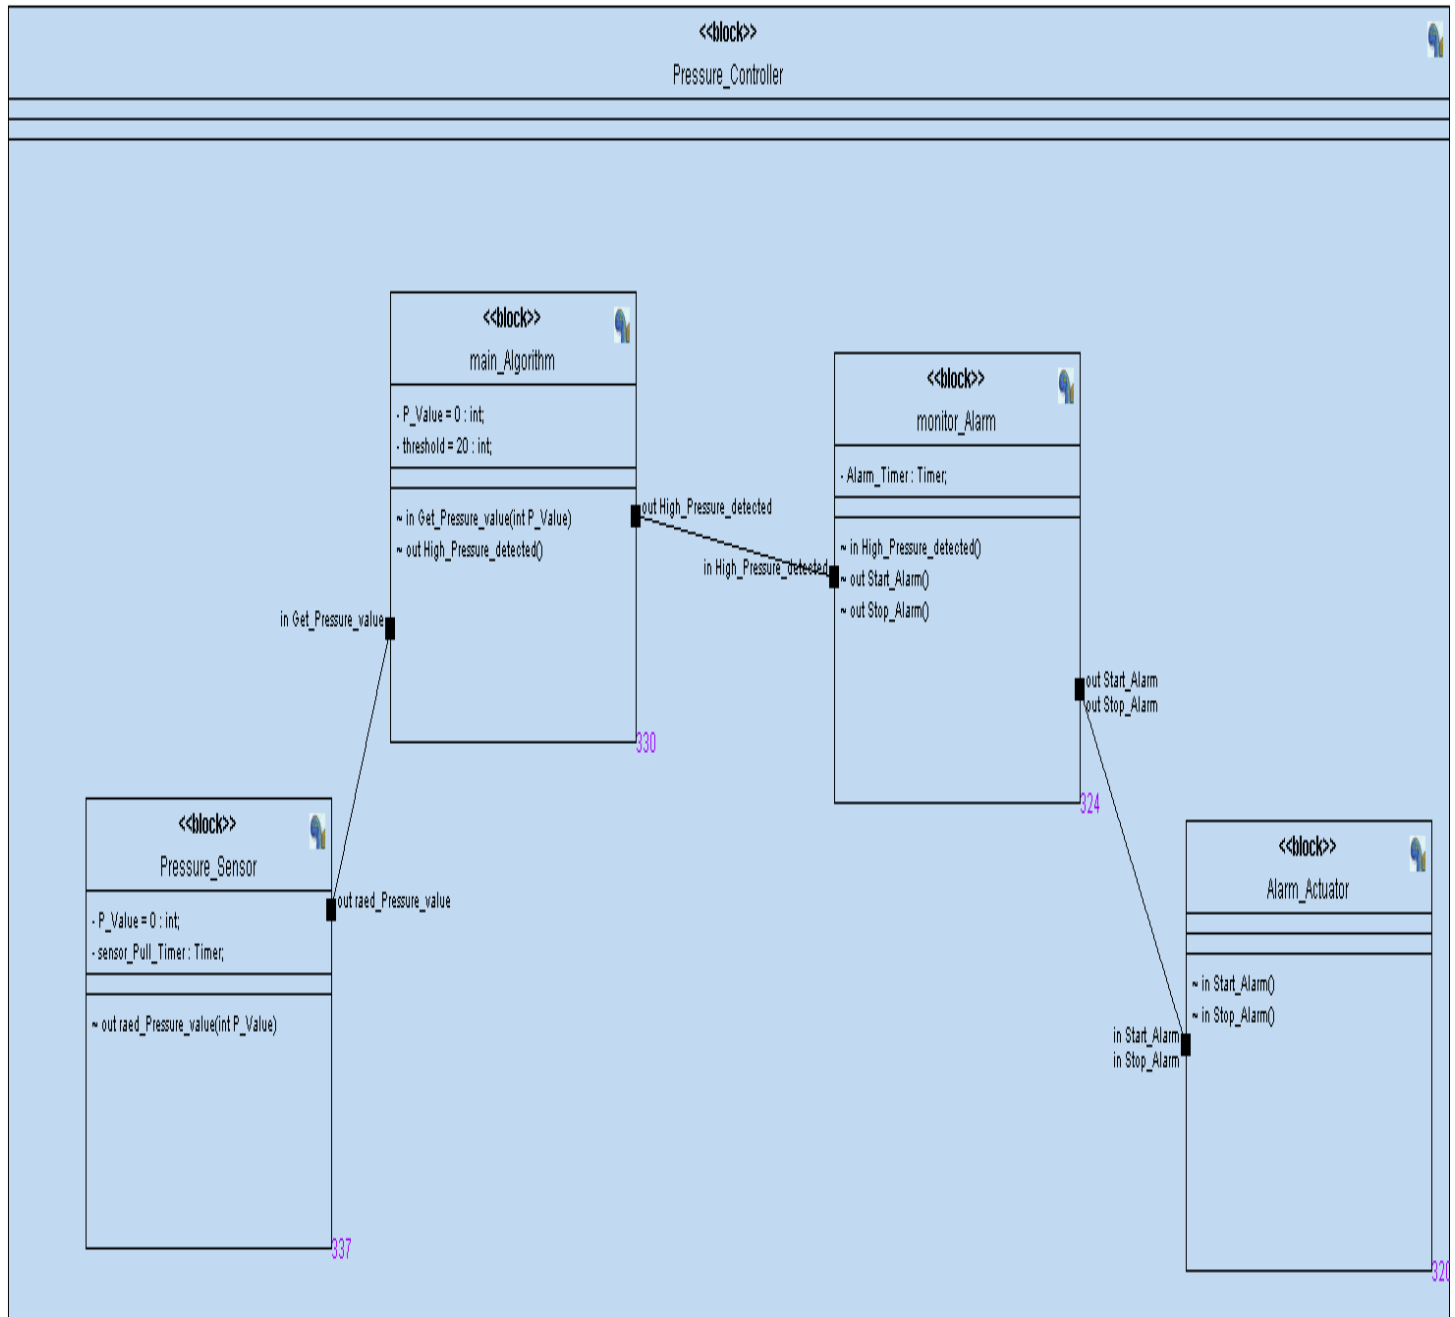 <<block>>
Pressure_Controller
<<block>>
main_Algorithm
- P_Value = 0 : int;
- threshold = 20 : int;
~ in Get_Pressure_value(int P_Value)
~ out High_Pressure_detected()
out High_Pressure_detected
in Get_Pressure_value
330
<<block>>
monitor_Alarm
- Alarm_Timer : Timer;
~ in High_Pressure_detected()
~ out Start_Alarm()
~ out Stop_Alarm()
in High_Pressure_detected
out Start_Alarm
out Stop_Alarm
324
<<block>>
Pressure_Sensor
- P_Value = 0 : int;
- sensor_Pull_Timer : Timer;
~ out raed_Pressure_value(int P_Value)
out raed_Pressure_value
337
<<block>>
Alarm_Actuator
~ in Start_Alarm()
~ in Stop_Alarm()
in Start_Alarm
in Stop_Alarm
320